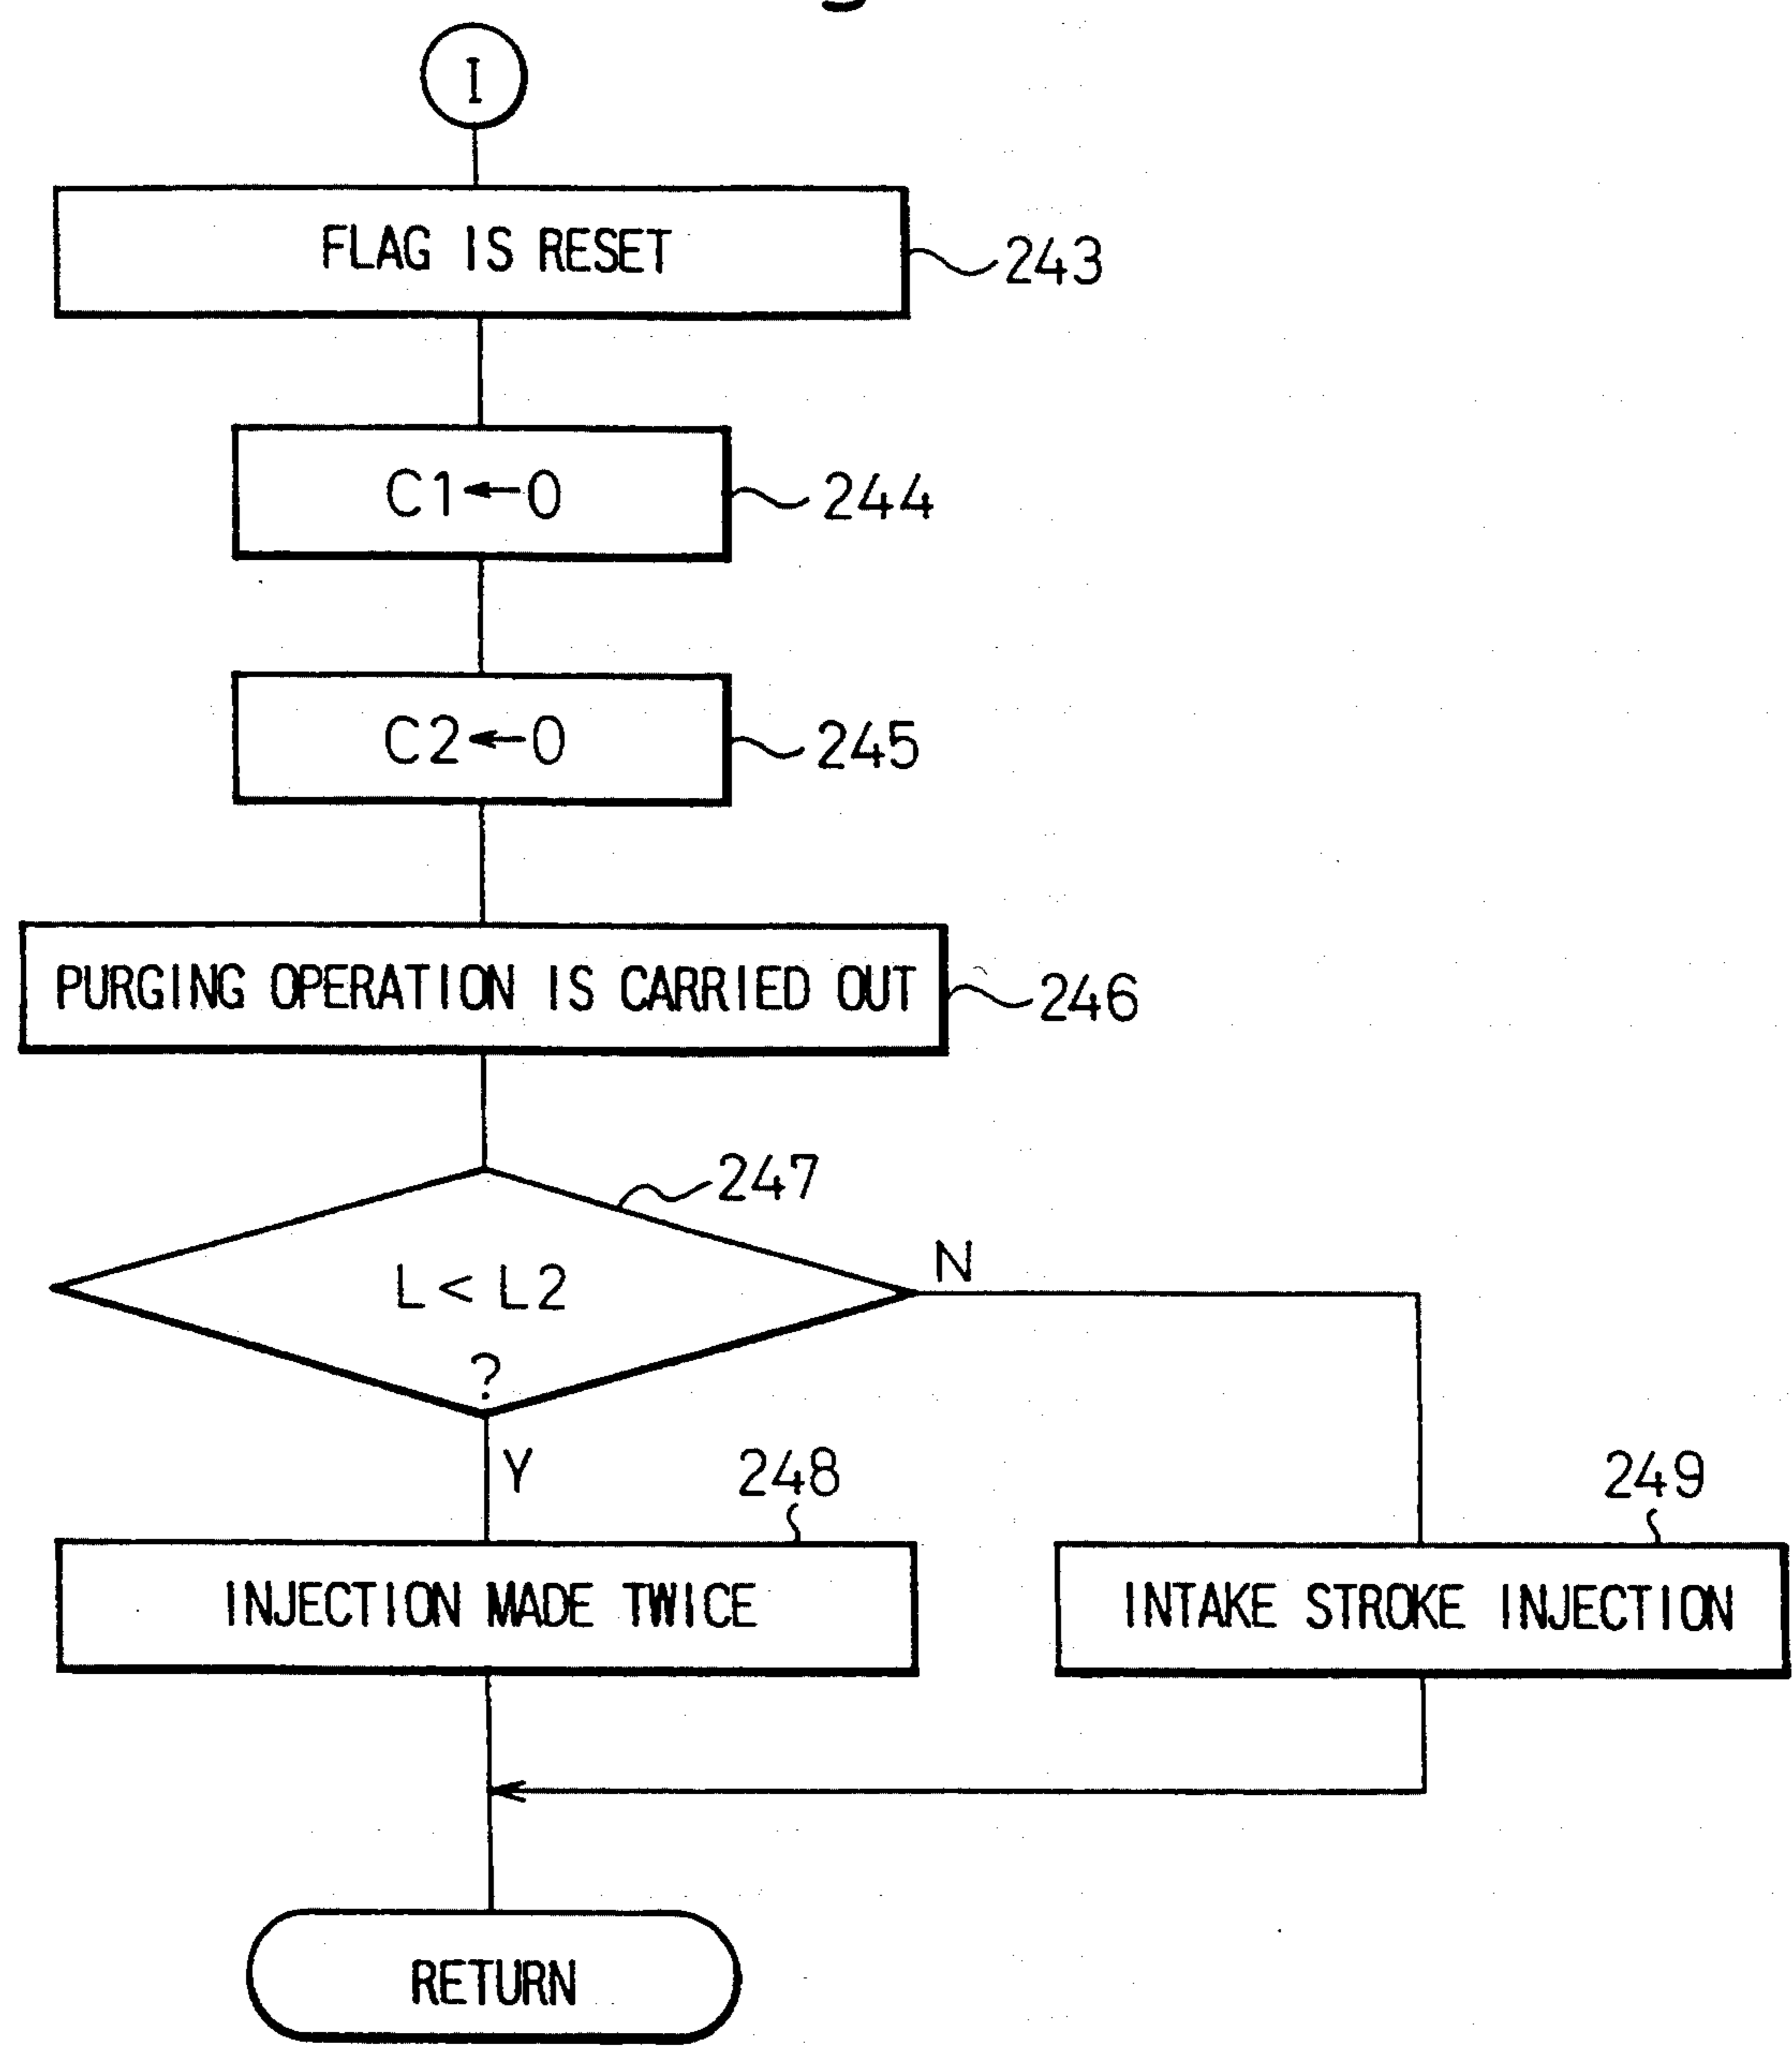 I
FLAG IS RESET
243
C1←0
244
C2←0
245
PURGING OPERATION IS CARRIED OUT
246
247
L < L2
?
N
Y
248
249
INJECTION MADE TWICE
INTAKE STROKE INJECTION
RETURN